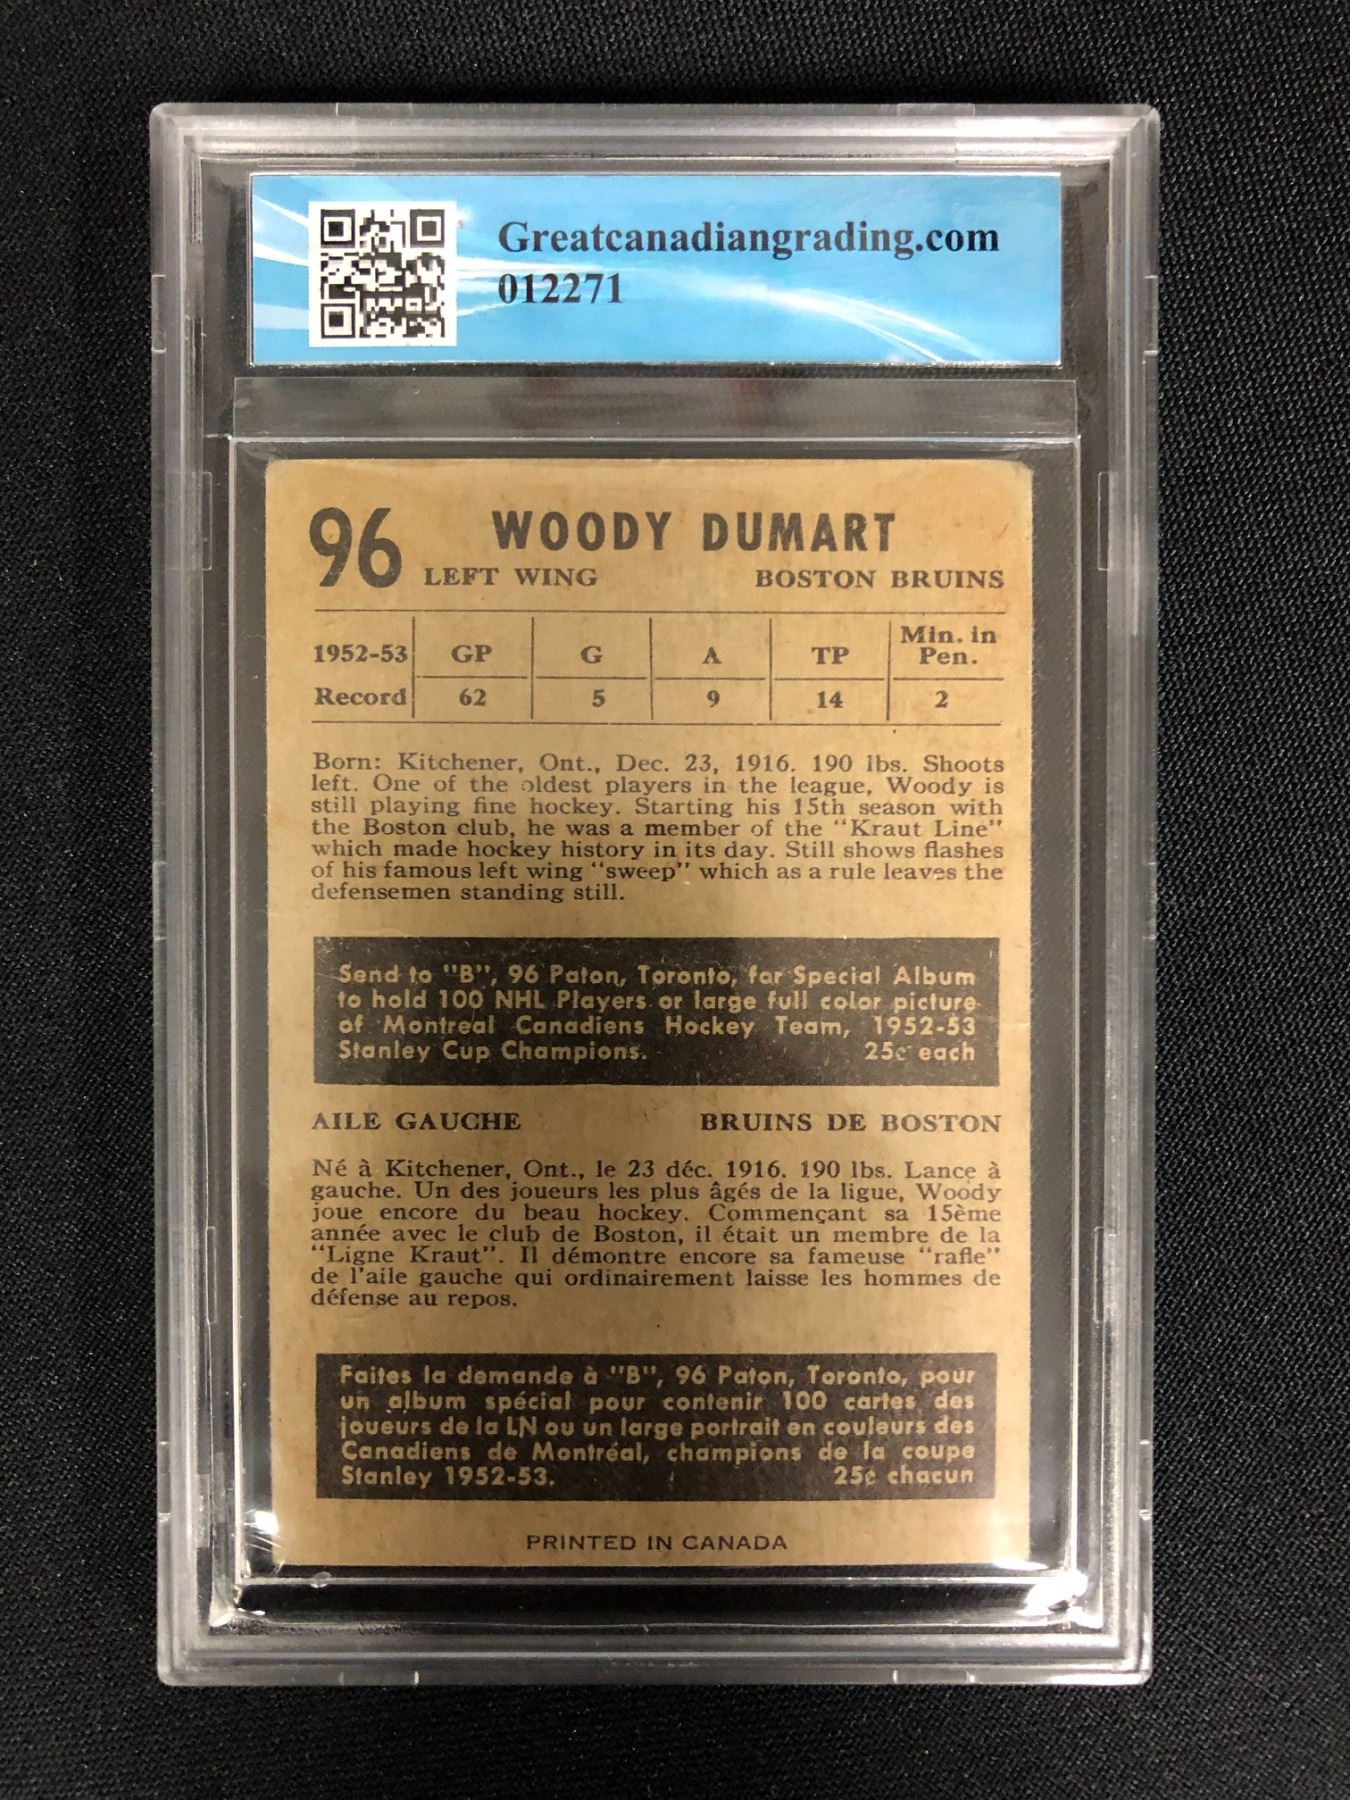 Greatcanadiangrading.com
012271
96 WOODY DUMART
LEFT WING BOSTON BRUINS
1952-53 GP G A TP Min. in Pen.
Record 62 5 9 14 2
Born: Kitchener, Ont., Dec. 23, 1916. 190 lbs. Shoots
left. One of the oldest players in the league, Woody is
still playing fine hockey. Starting his 15th season with
the Boston club, he was a member of the "Kraut Line"
which made hockey history in its day. Still shows flashes
of his famous left wing "sweep" which as a rule leaves the
defensemen standing still.
Send to "B", 96 Paton, Toronto, for Special Album
to hold 100 NHL Players or large full color picture
of Montreal Canadiens Hockey Team, 1952-53
Stanley Cup Champions. 25c each
AILE GAUCHE BRUINS DE BOSTON
Né à Kitchener, Ont., le 23 déc. 1916. 190 lbs. Lance à
gauche. Un des joueurs les plus âgés de la ligue, Woody
joue encore du beau hockey. Commençant sa 15ème
année avec le club de Boston, il était un membre de la
"Ligne Kraut". Il démontre encore sa fameuse "rafle"
de l'aile gauche qui ordinairement laisse les hommes de
défense au repos.
Faites la demande à "B", 96 Paton, Toronto, pour
un album spécial pour contenir 100 cartes des
joueurs de la LN ou un large portrait en couleurs des
Canadiens de Montréal, champions de la coupe
Stanley 1952-53. 25¢ chacun
PRINTED IN CANADA